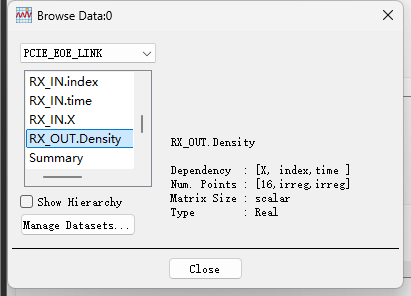 Browse Data:0
PCIE_EOE_LINK
RX_IN.index
RX_IN.time
RX_IN.X
RX_OUT.Density
Summary
RX_OUT.Density
Dependency : [X, index,time ]
Num. Points : [16,irreg,irreg]
Matrix Size : scalar
Type : Real
Show Hierarchy
Manage Datasets...
Close